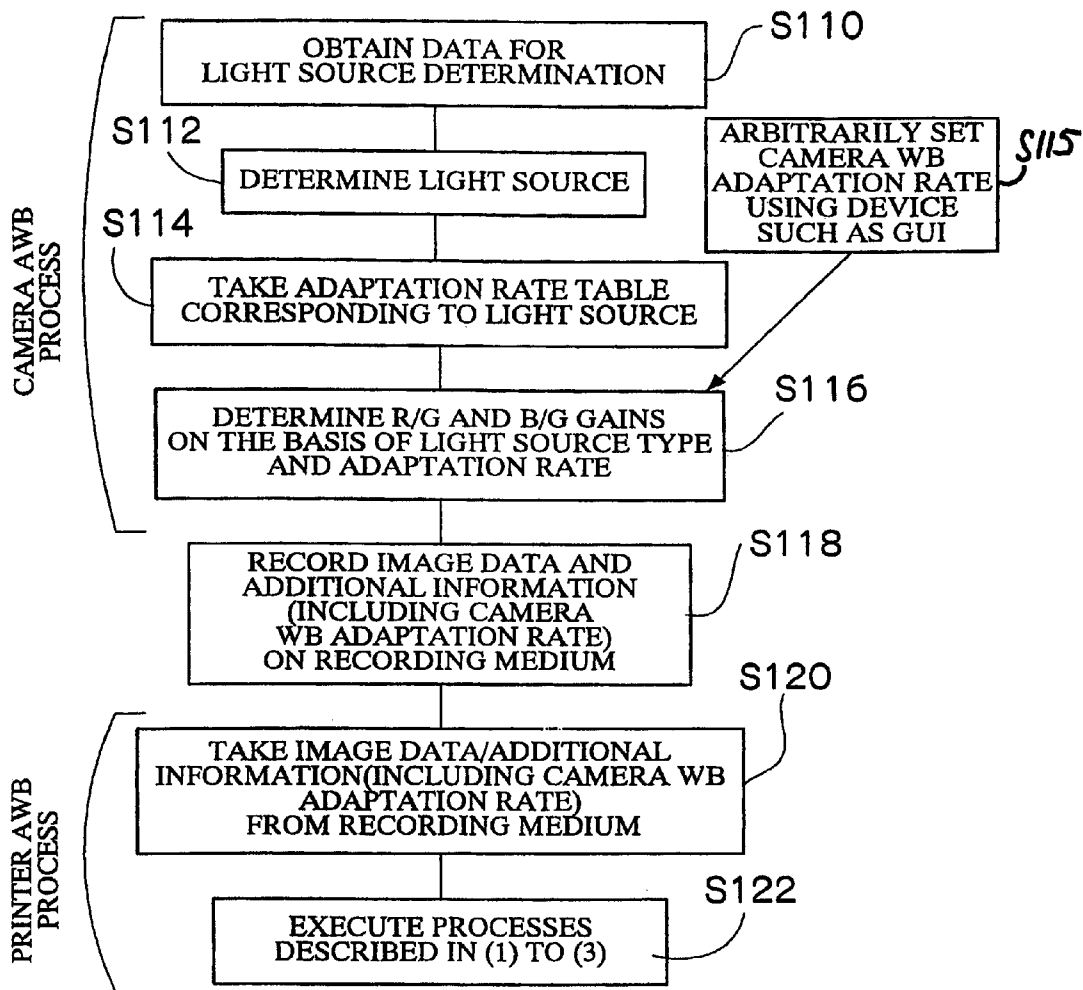 S110
OBTAIN DATA FOR
LIGHT SOURCE DETERMINATION
S112
DETERMINE LIGHT SOURCE
ARBITRARILY SET
CAMERA WB
ADAPTATION RATE
USING DEVICE
SUCH AS GUI
S115
S114
TAKE ADAPTATION RATE TABLE
CORRESPONDING TO LIGHT SOURCE
CAMERA AWB
PROCESS
S116
DETERMINE R/G AND B/G GAINS
ON THE BASIS OF LIGHT SOURCE TYPE
AND ADAPTATION RATE
S118
RECORD IMAGE DATA AND
ADDITIONAL INFORMATION
(INCLUDING CAMERA
WB ADAPTATION RATE)
ON RECORDING MEDIUM
S120
TAKE IMAGE DATA/ADDITIONAL
INFORMATION(INCLUDING CAMERA WB
ADAPTATION RATE)
FROM RECORDING MEDIUM
PRINTER AWB
PROCESS
S122
EXECUTE PROCESSES
DESCRIBED IN (1) TO (3)